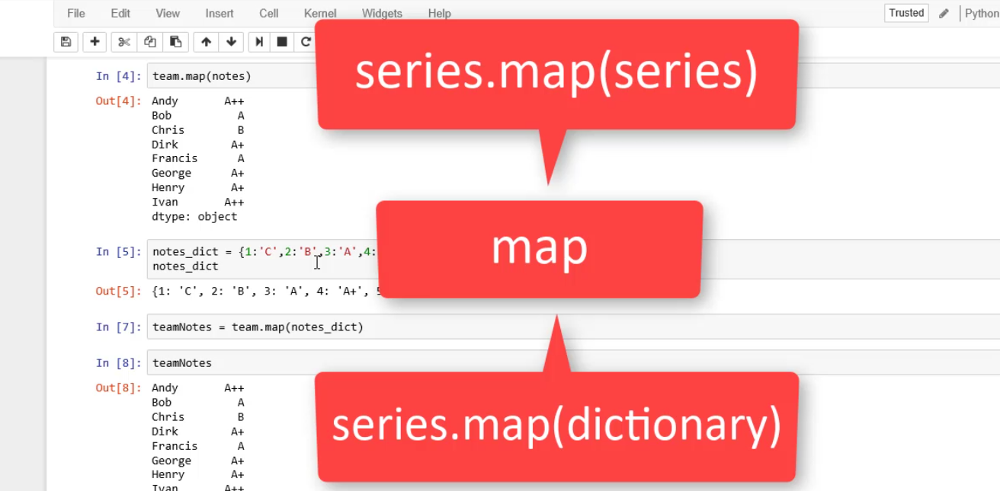 File Edit View Insert Cell Kernel Widgets Help Trusted Python
In [4]: team.map(notes)
Out[4]: Andy A++
Bob A
Chris B
Dirk A+
Francis A
George A+
Henry A+
Ivan A++
dtype: object
In [5]: notes_dict = {1:'C',2:'B',3:'A',4:
notes_dict
Out[5]: {1: 'C', 2: 'B', 3: 'A', 4: 'A+',
In [7]: teamNotes = team.map(notes_dict)
In [8]: teamNotes
Out[8]: Andy A++
Bob A
Chris B
Dirk A+
Francis A
George A+
Henry A+
Ivan A++
series.map(series)
map
series.map(dictionary)